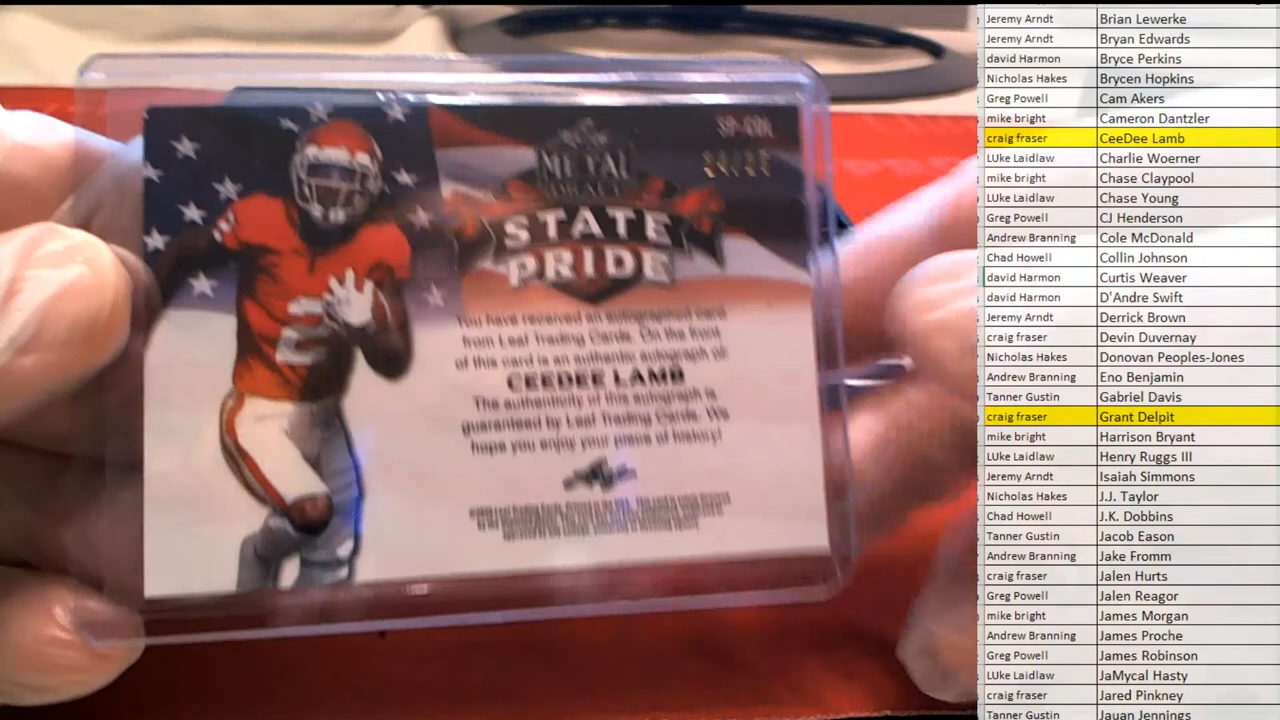 METAL
STATE
PRIDE
You have received an autographed card
from Leaf Trading Cards. On the front
of this card is an authentic autograph of
CEEDEE LAMB
The authenticity of this autograph is
guaranteed by Leaf Trading Cards. We
hope you enjoy your piece of history!
Jeremy Arndt Brian Lewerke
Jeremy Arndt Bryan Edwards
david Harmon Bryce Perkins
Nicholas Hakes Brycen Hopkins
Greg Powell Cam Akers
mike bright Cameron Dantzler
craig fraser CeeDee Lamb
LUke Laidlaw Charlie Woerner
mike bright Chase Claypool
LUke Laidlaw Chase Young
Greg Powell CJ Henderson
Andrew Branning Cole McDonald
Chad Howell Collin Johnson
david Harmon Curtis Weaver
david Harmon D'Andre Swift
Jeremy Arndt Derrick Brown
craig fraser Devin Duvernay
Nicholas Hakes Donovan Peoples-Jones
Andrew Branning Eno Benjamin
Tanner Gustin Gabriel Davis
craig fraser Grant Delpit
mike bright Harrison Bryant
LUke Laidlaw Henry Ruggs III
Jeremy Arndt Isaiah Simmons
Nicholas Hakes J.J. Taylor
Chad Howell J.K. Dobbins
Tanner Gustin Jacob Eason
Andrew Branning Jake Fromm
craig fraser Jalen Hurts
Greg Powell Jalen Reagor
mike bright James Morgan
Andrew Branning James Proche
Greg Powell James Robinson
LUke Laidlaw JaMycal Hasty
craig fraser Jared Pinkney
Tanner Gustin Jauan Jennings